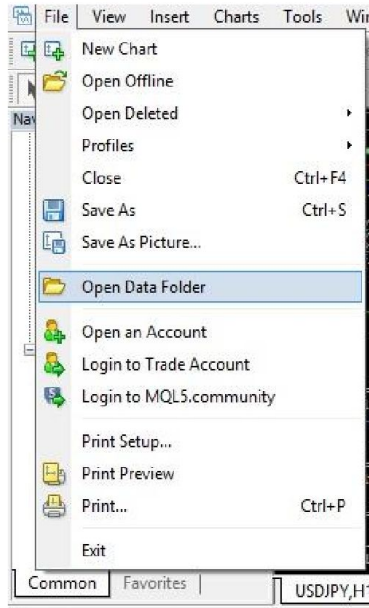 File View Insert Charts Tools
New Chart
Open Offline
Open Deleted
Profiles
Close Ctrl+F4
Save As Ctrl+S
Save As Picture...
Open Data Folder
Open an Account
Login to Trade Account
Login to MQL5.community
Print Setup...
Print Preview
Print... Ctrl+P
Exit
Common Favorites
USDJPY,H1